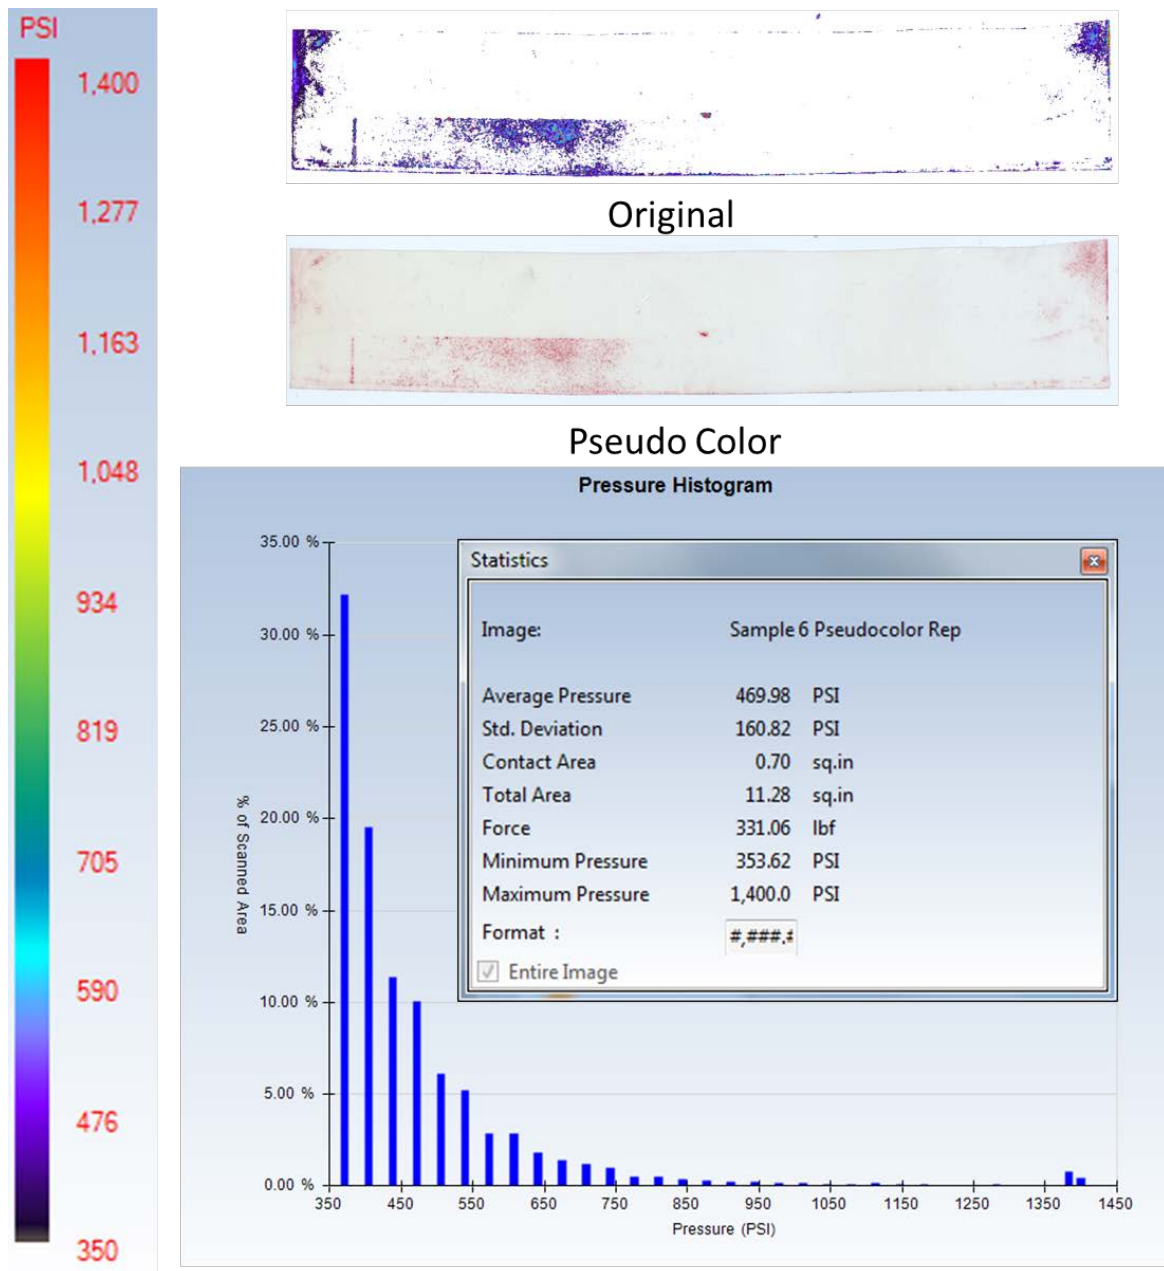 PSI
1,400
1,277
1,163
1,048
934
819
705
590
476
350
Original
Pseudo Color
Pressure Histogram
35.00 %
30.00 %
25.00 %
20.00 %
15.00 %
10.00 %
5.00 %
0.00 %
% of Scanned Area
350 450 550 650 750 850 950 1050 1150 1250 1350 1450
Pressure (PSI)
Statistics
Image: Sample 6 Pseudocolor Rep
Average Pressure 469.98 PSI
Std. Deviation 160.82 PSI
Contact Area 0.70 sq.in
Total Area 11.28 sq.in
Force 331.06 lbf
Minimum Pressure 353.62 PSI
Maximum Pressure 1,400.0 PSI
Format : #,###.#
Entire Image